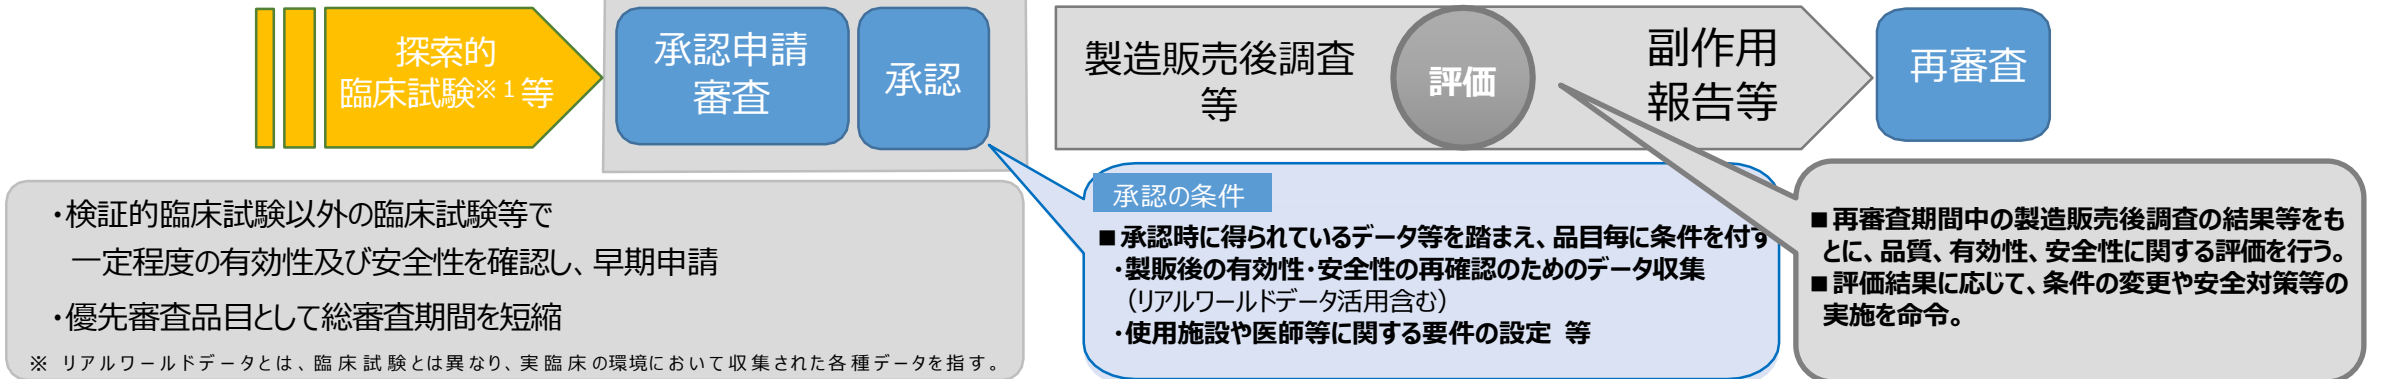 探索的
臨床試験※1等
承認申請
審査
承認
製造販売後調査
等
評価
副作用
報告等
再審査
・検証的臨床試験以外の臨床試験等で
一定程度の有効性及び安全性を確認し、早期申請
・優先審査品目として総審査期間を短縮
※ リアルワールドデータとは、臨床試験とは異なり、実臨床の環境において収集された各種データを指す。
承認の条件
■承認時に得られているデータ等を踏まえ、品目毎に条件を付す
・製販後の有効性・安全性の再確認のためのデータ収集
（リアルワールドデータ活用含む）
・使用施設や医師等に関する要件の設定 等
■再審査期間中の製造販売後調査の結果等をも
とに、品質、有効性、安全性に関する評価を行う。
■評価結果に応じて、条件の変更や安全対策等の
実施を命令。